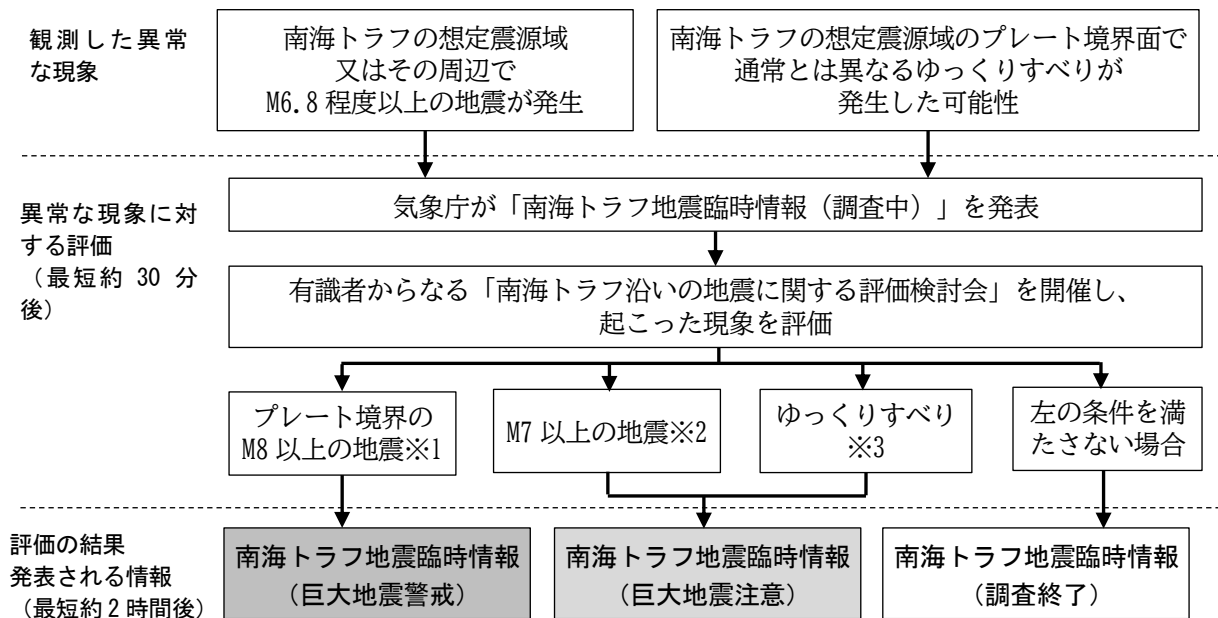 観測した異常
な現象
南海トラフの想定震源域
又はその周辺で
M6.8 程度以上の地震が発生
南海トラフの想定震源域のプレート境界面で
通常とは異なるゆっくりすべりが
発生した可能性
異常な現象に対
する評価
（最短約 30 分
後）
気象庁が「南海トラフ地震臨時情報（調査中）」を発表
有識者からなる「南海トラフ沿いの地震に関する評価検討会」を開催し、
起こった現象を評価
プレート境界の
M8 以上の地震※1
M7 以上の地震※2
ゆっくりすべり
※3
左の条件を満
たさない場合
評価の結果
発表される情報
（最短約２時間後）
南海トラフ地震臨時情報
（巨大地震警戒）
南海トラフ地震臨時情報
（巨大地震注意）
南海トラフ地震臨時情報
（調査終了）